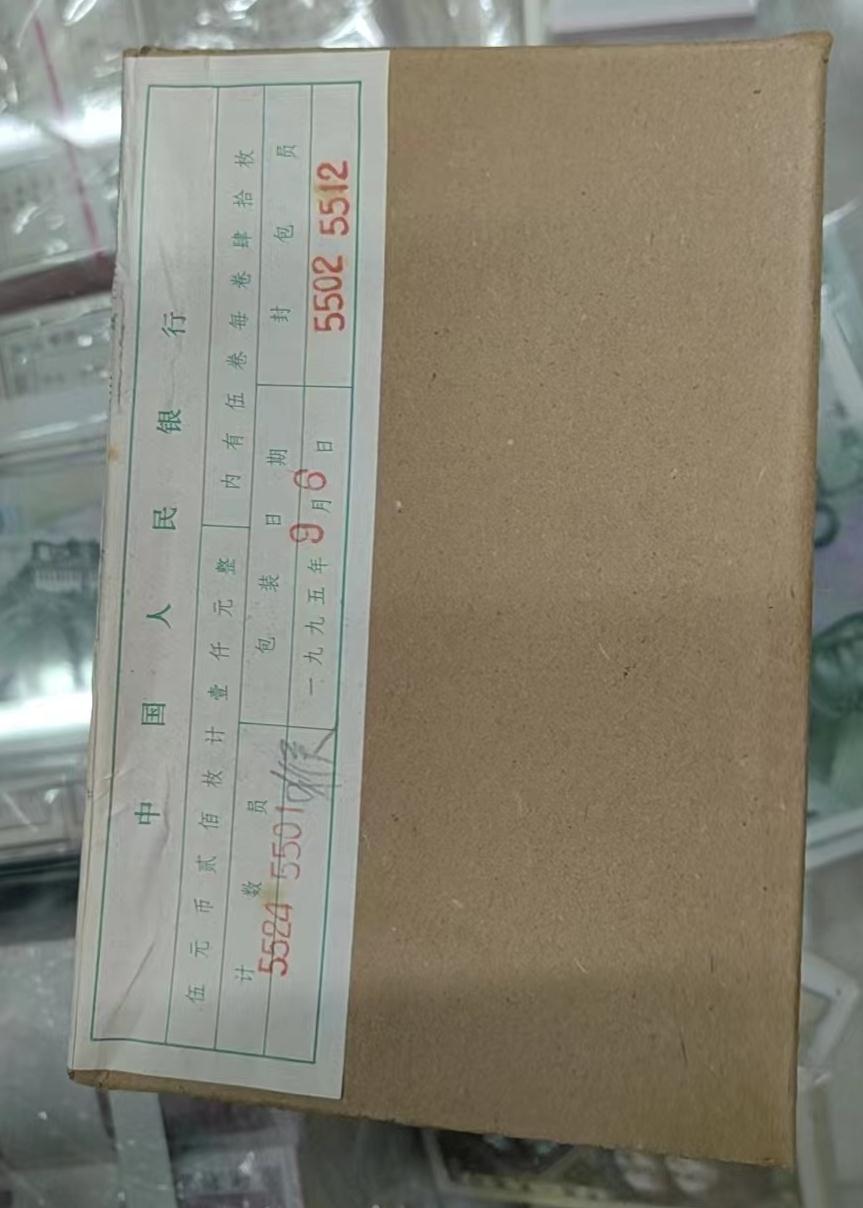 中国人民银行
伍元币贰佰枚计壹仟元整 内有伍卷每卷肆拾枚
计数员 包装日期 封包员
5524 5501 一九九五年9月6日 5502 5512